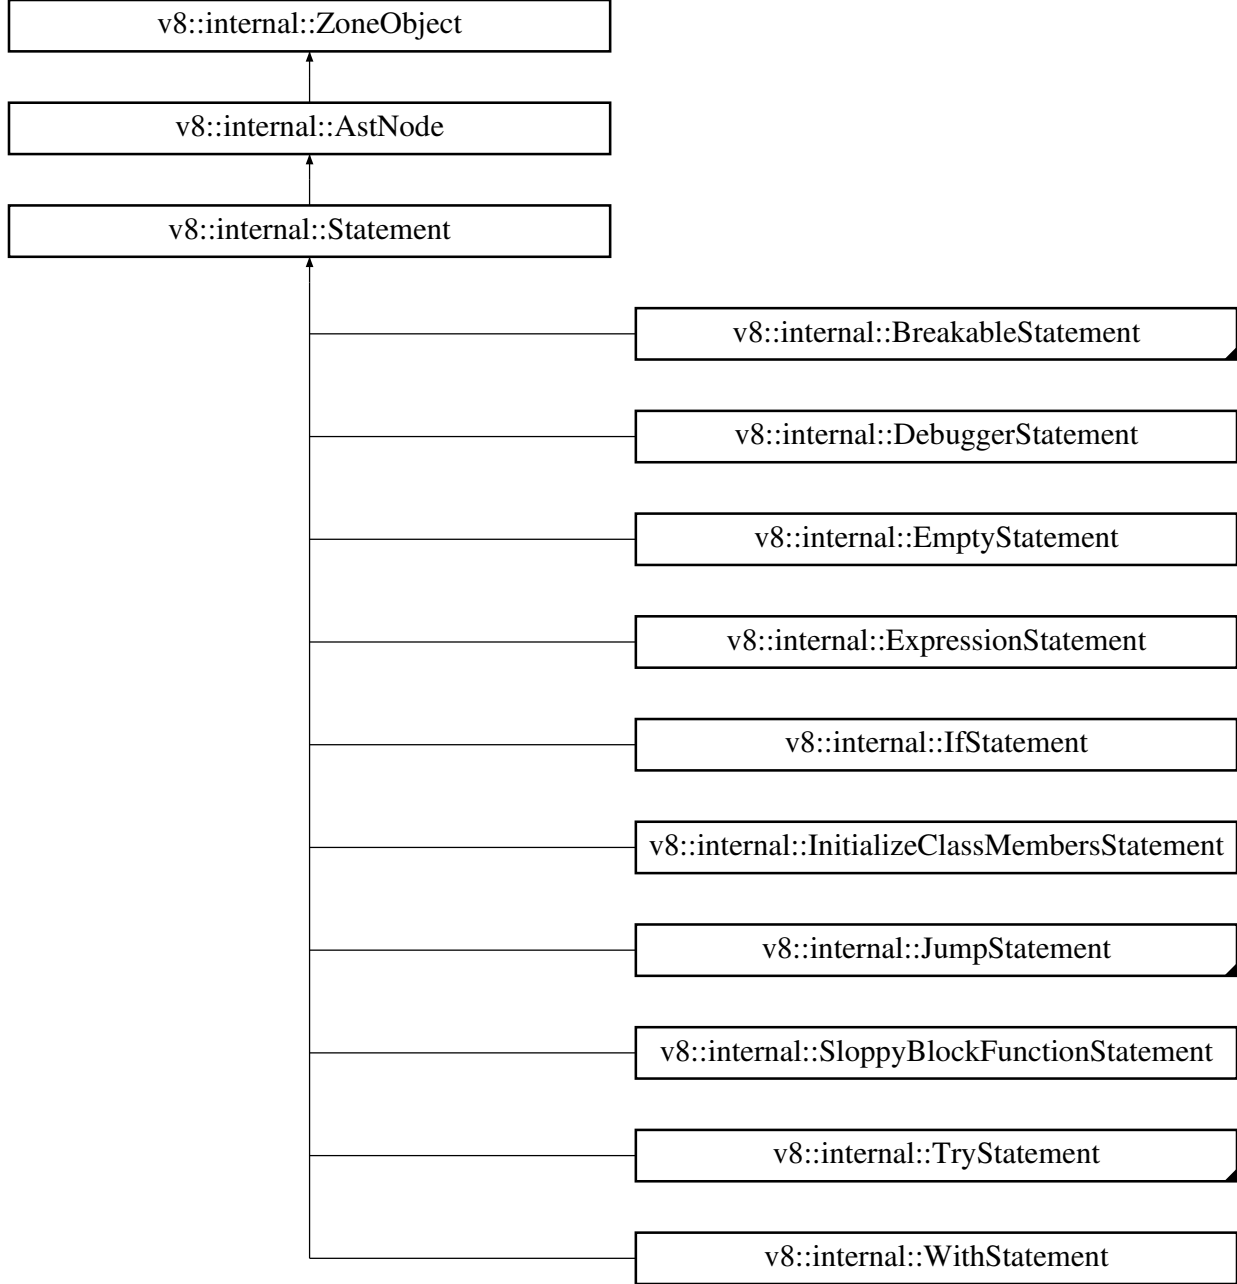 v8::internal::ZoneObject
v8::internal::AstNode
v8::internal::Statement
v8::internal::BreakableStatement
v8::internal::DebuggerStatement
v8::internal::EmptyStatement
v8::internal::ExpressionStatement
v8::internal::IfStatement
v8::internal::InitializeClassMembersStatement
v8::internal::JumpStatement
v8::internal::SloppyBlockFunctionStatement
v8::internal::TryStatement
v8::internal::WithStatement